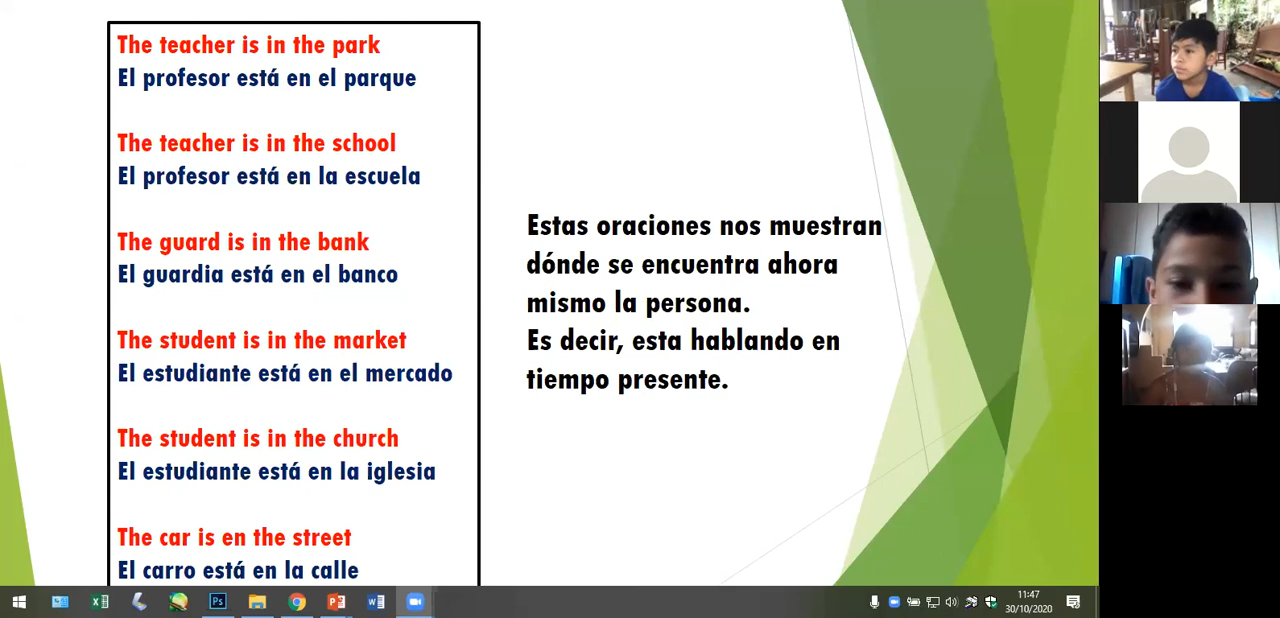 The teacher is in the park
El profesor está en el parque
The teacher is in the school
El profesor está en la escuela
The guard is in the bank
El guardia está en el banco
The student is in the market
El estudiante está en el mercado
The student is in the church
El estudiante está en la iglesia
The car is en the street
El carro está en la calle
Estas oraciones nos muestran
dónde se encuentra ahora
mismo la persona.
Es decir, esta hablando en
tiempo presente.
Ps
11:47
30/10/2020